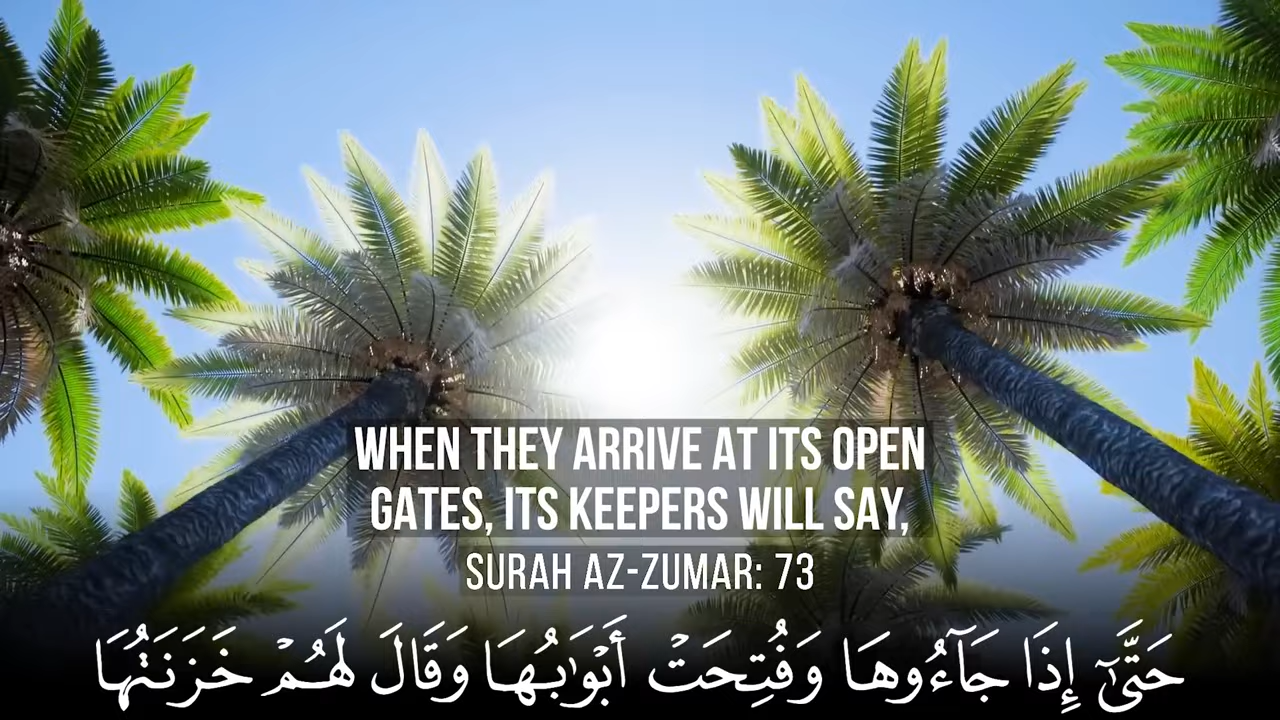 WHEN THEY ARRIVE AT ITS OPEN
GATES, ITS KEEPERS WILL SAY,
SURAH AZ-ZUMAR: 73
حَتَّىٰٓ إِذَا جَآءُوهَا وَفُتِحَتْ أَبْوَٰبُهَا وَقَالَ لَهُمْ خَزَنَتُهَا